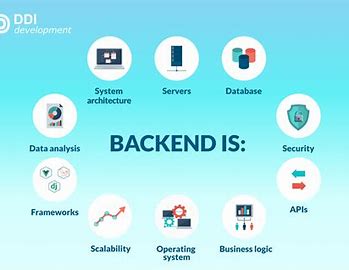 DDI
development
System
architecture
Servers
Database
Data analysis
BACKEND IS:
Security
Frameworks
APIs
Scalability
Operating
system
Business logic